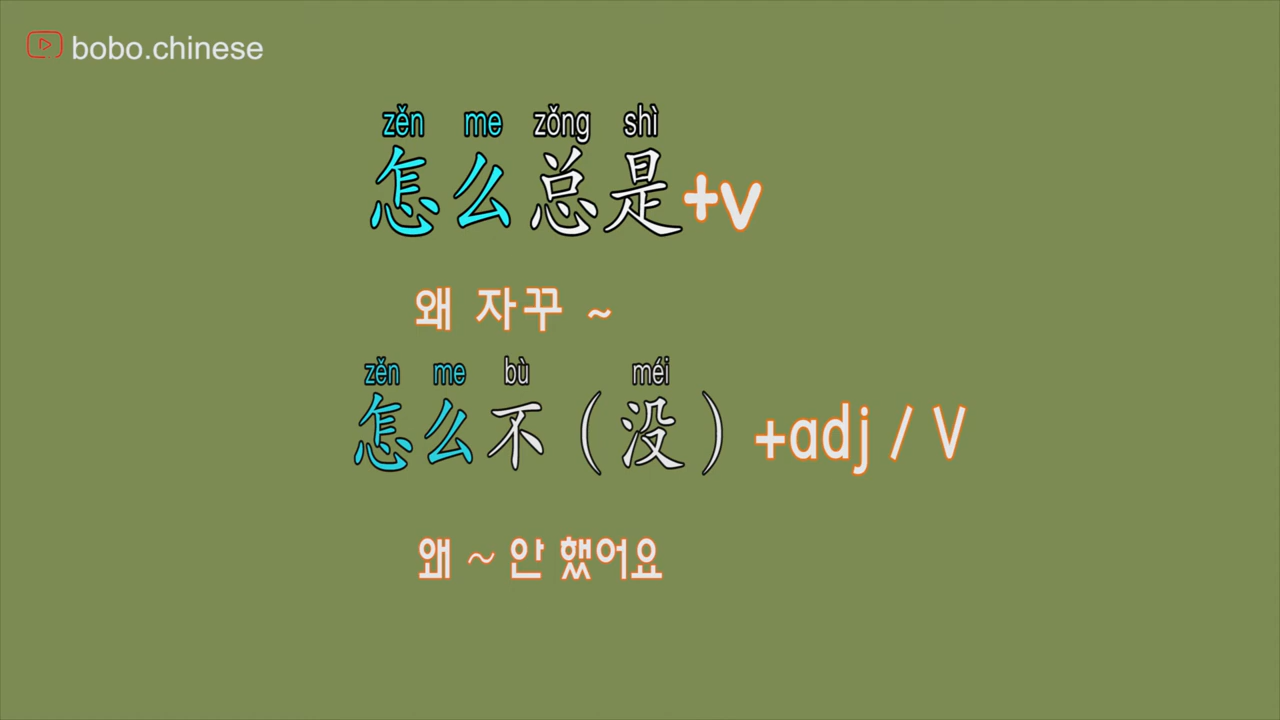 bobo.chinese
zěn me zǒng shì
怎么总是+v
왜 자꾸 ~
zěn me bù méi
怎么不（没）+adj / V
왜 ~ 안 했어요